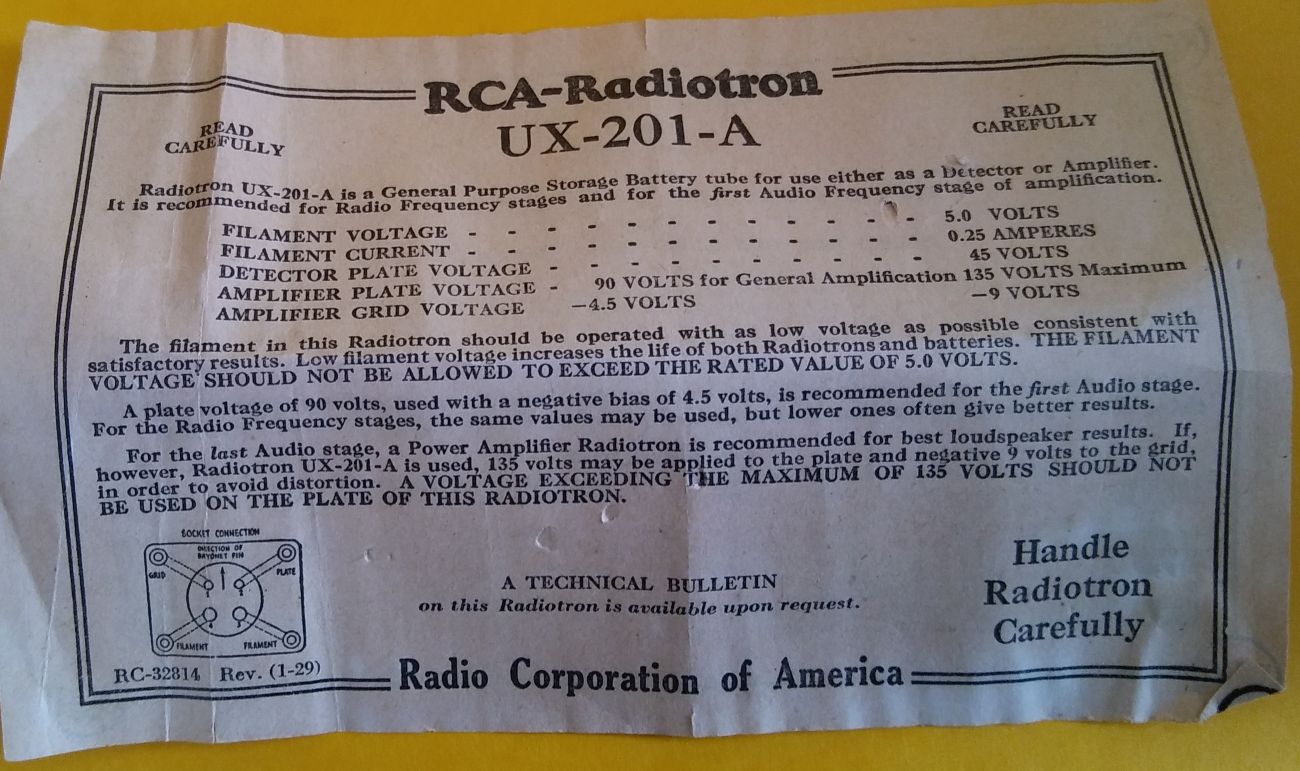 RCA-Radiotron
UX-201-A
READ
CAREFULLY
READ
CAREFULLY
Radiotron UX-201-A is a General Purpose Storage Battery tube for use either as a Detector or Amplifier.
It is recommended for Radio Frequency stages and for the first Audio Frequency stage of amplification.
FILAMENT VOLTAGE - - - - - - - - - - - - 5.0 VOLTS
FILAMENT CURRENT - - - - - - - - - - - - 0.25 AMPERES
DETECTOR PLATE VOLTAGE - - - - - - - - - - 45 VOLTS
AMPLIFIER PLATE VOLTAGE - 90 VOLTS for General Amplification 135 VOLTS Maximum
AMPLIFIER GRID VOLTAGE -4.5 VOLTS -9 VOLTS
The filament in this Radiotron should be operated with as low voltage as possible consistent with
satisfactory results. Low filament voltage increases the life of both Radiotrons and batteries. THE FILAMENT
VOLTAGE SHOULD NOT BE ALLOWED TO EXCEED THE RATED VALUE OF 5.0 VOLTS.
A plate voltage of 90 volts, used with a negative bias of 4.5 volts, is recommended for the first Audio stage.
For the Radio Frequency stages, the same values may be used, but lower ones often give better results.
For the last Audio stage, a Power Amplifier Radiotron is recommended for best loudspeaker results. If,
however, Radiotron UX-201-A is used, 135 volts may be applied to the plate and negative 9 volts to the grid,
in order to avoid distortion. A VOLTAGE EXCEEDING THE MAXIMUM OF 135 VOLTS SHOULD NOT
BE USED ON THE PLATE OF THIS RADIOTRON.
SOCKET CONNECTION
DIRECTION OF
BAYONET PIN
GRID
PLATE
FILAMENT
FILAMENT
A TECHNICAL BULLETIN
on this Radiotron is available upon request.
Handle
Radiotron
Carefully
RC-32814 Rev. (1-29)
Radio Corporation of America